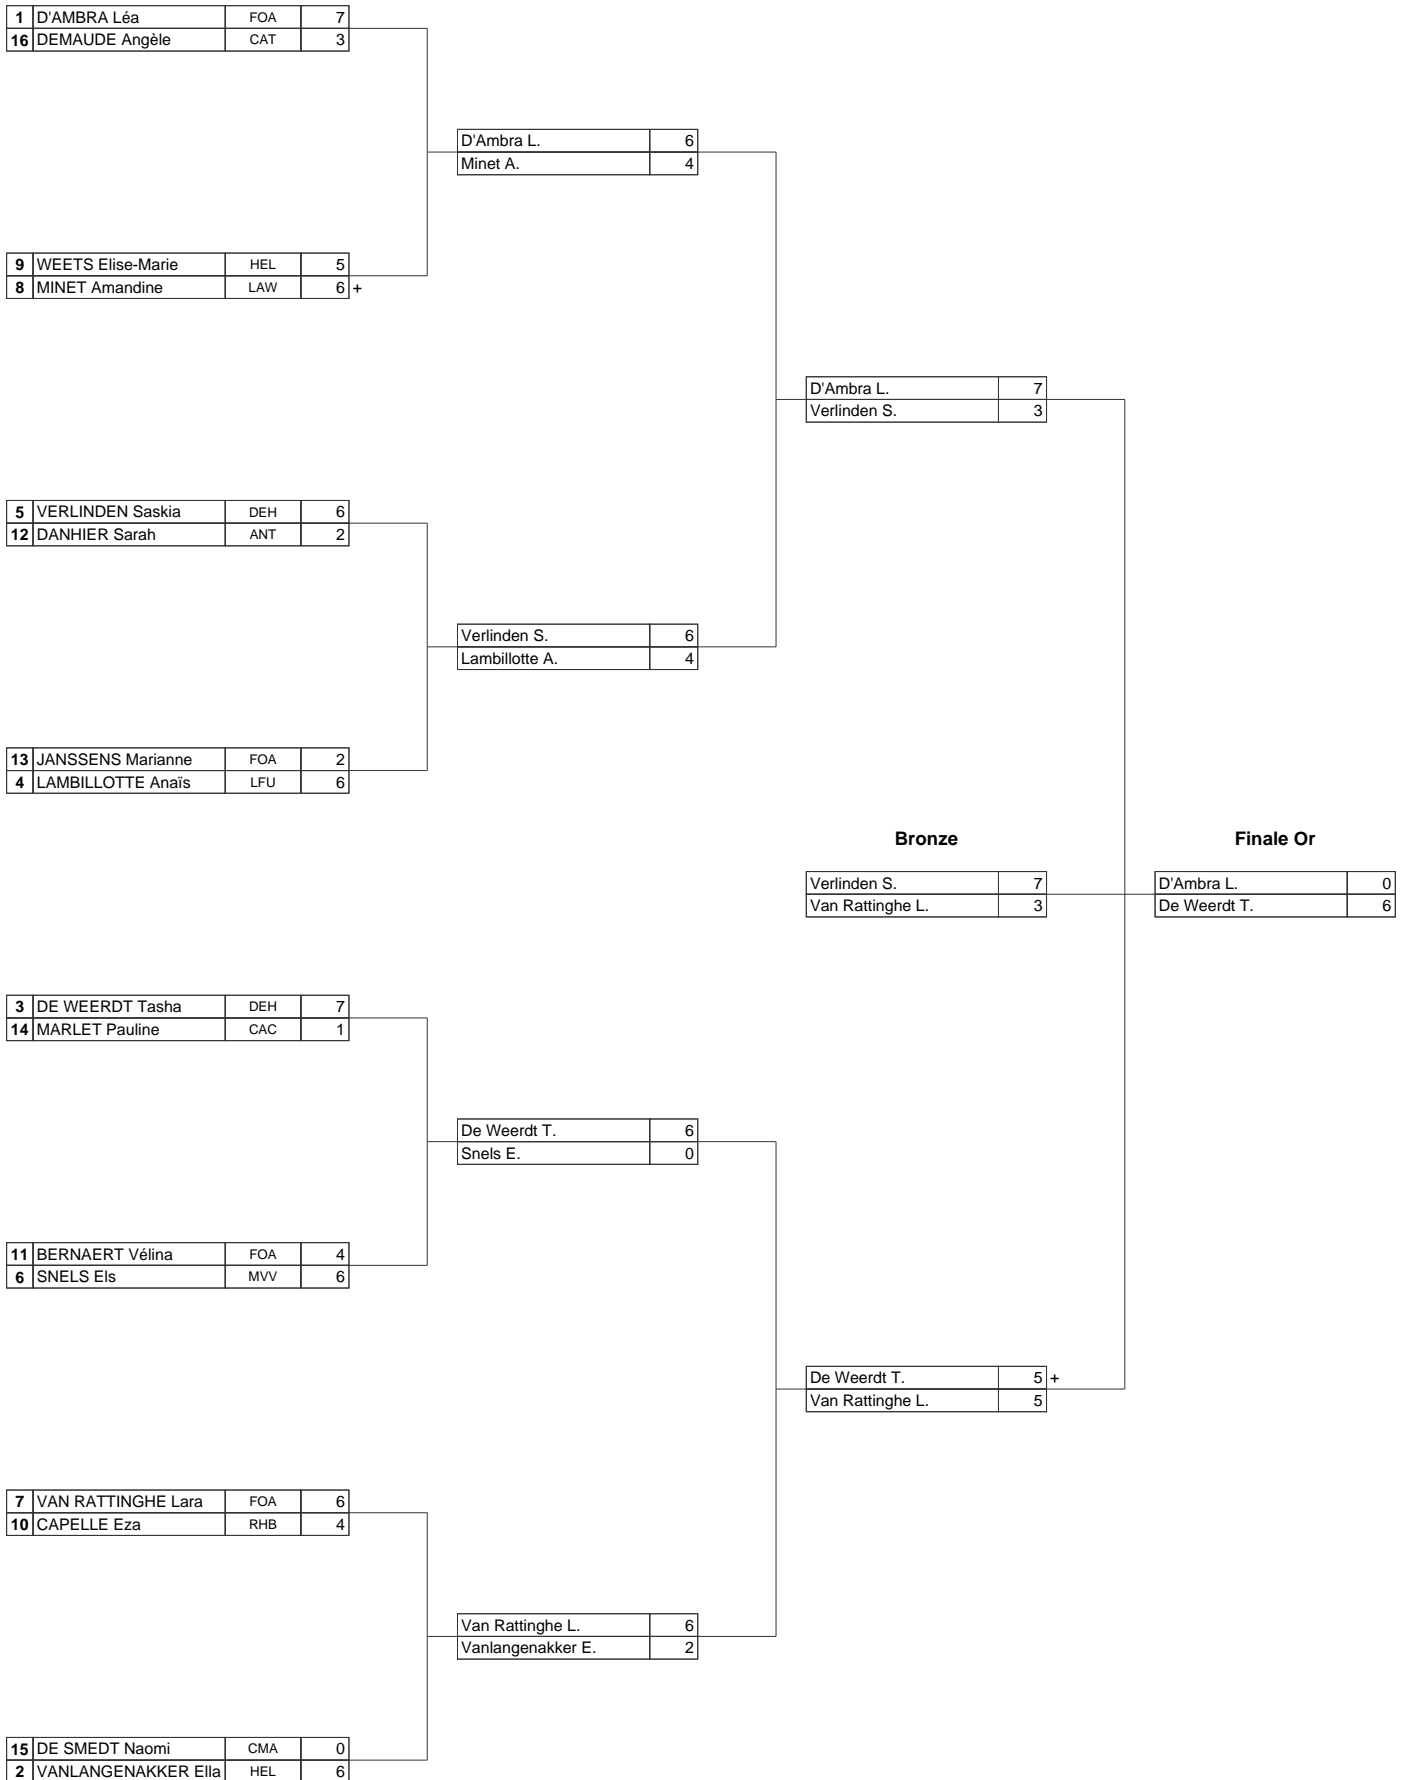 1 D'AMBRA Léa FOA 7
16 DEMAUDE Angèle CAT 3
D'Ambra L. 6
Minet A. 4
9 WEETS Elise-Marie HEL 5
8 MINET Amandine LAW 6 +
D'Ambra L. 7
Verlinden S. 3
5 VERLINDEN Saskia DEH 6
12 DANHIER Sarah ANT 2
Verlinden S. 6
Lambillotte A. 4
13 JANSSENS Marianne FOA 2
4 LAMBILLOTTE Anaïs LFU 6
Bronze Finale Or
Verlinden S. 7 D'Ambra L. 0
Van Rattinghe L. 3 De Weerdt T. 6
3 DE WEERDT Tasha DEH 7
14 MARLET Pauline CAC 1
De Weerdt T. 6
Snels E. 0
11 BERNAERT Vélina FOA 4
6 SNELS Els MVV 6
De Weerdt T. 5 +
Van Rattinghe L. 5
7 VAN RATTINGHE Lara FOA 6
10 CAPELLE Eza RHB 4
Van Rattinghe L. 6
Vanlangenakker E. 2
15 DE SMEDT Naomi CMA 0
2 VANLANGENAKKER Ella HEL 6